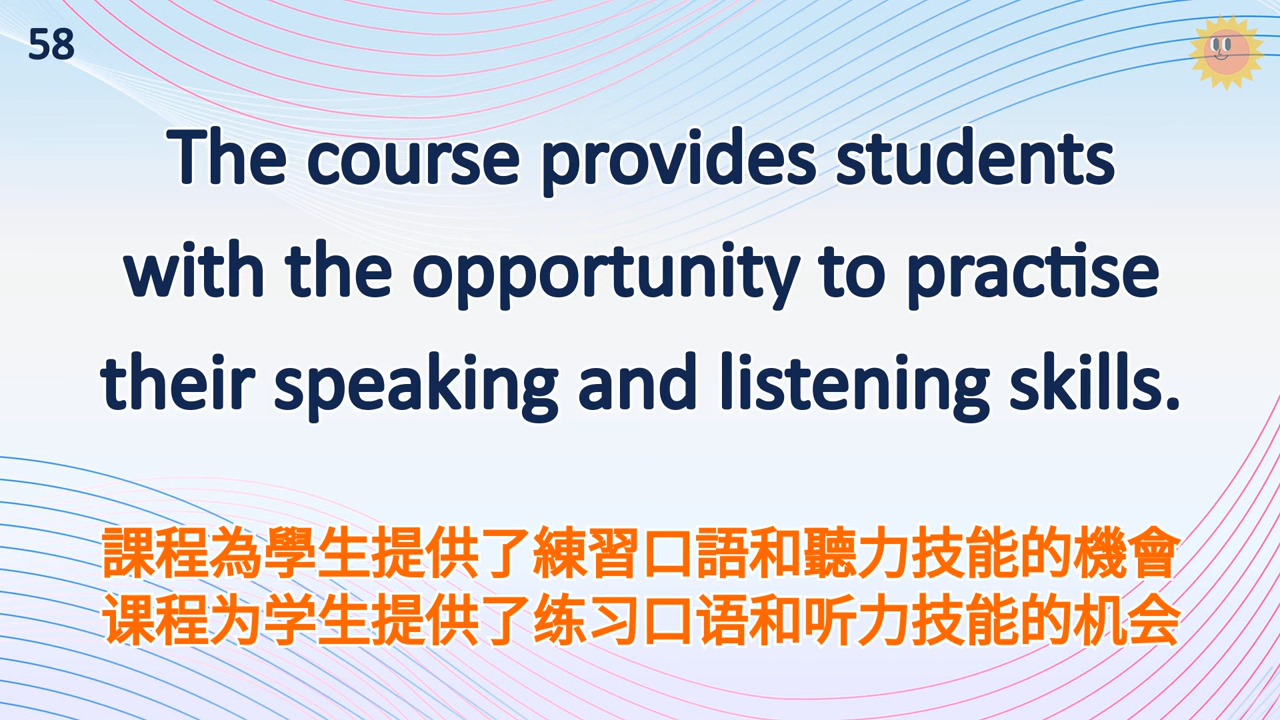 58
The course provides students
with the opportunity to practise
their speaking and listening skills.
課程為學生提供了練習口語和聽力技能的機會
课程为学生提供了练习口语和听力技能的机会